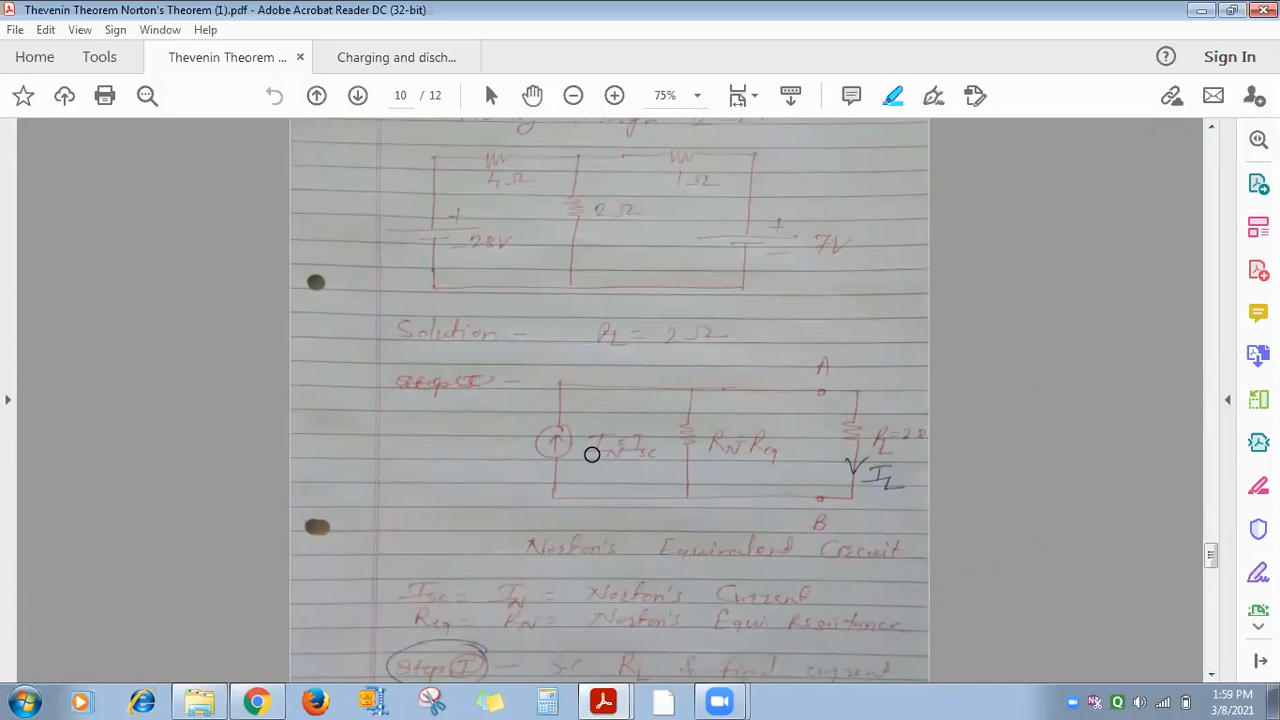 Thevenin Theorem Norton's Theorem (1).pdf - Adobe Acrobat Reader DC (32-bit)
File Edit View Sign Window Help
Home Tools Thevenin Theorem ... × Charging and disch... Sign In
10 / 12 75%
4Ω 1Ω
2Ω
+ +
28V 7V
Solution - RL = 2Ω
Step I -
A
IN = Isc RN = Req RL = 2Ω
IL
B
Norton's Equivalent Circuit
Isc = IN = Norton's Current
Req = RN = Norton's Equi Resistance
Step I - SC RL & find current
1:59 PM
3/8/2021